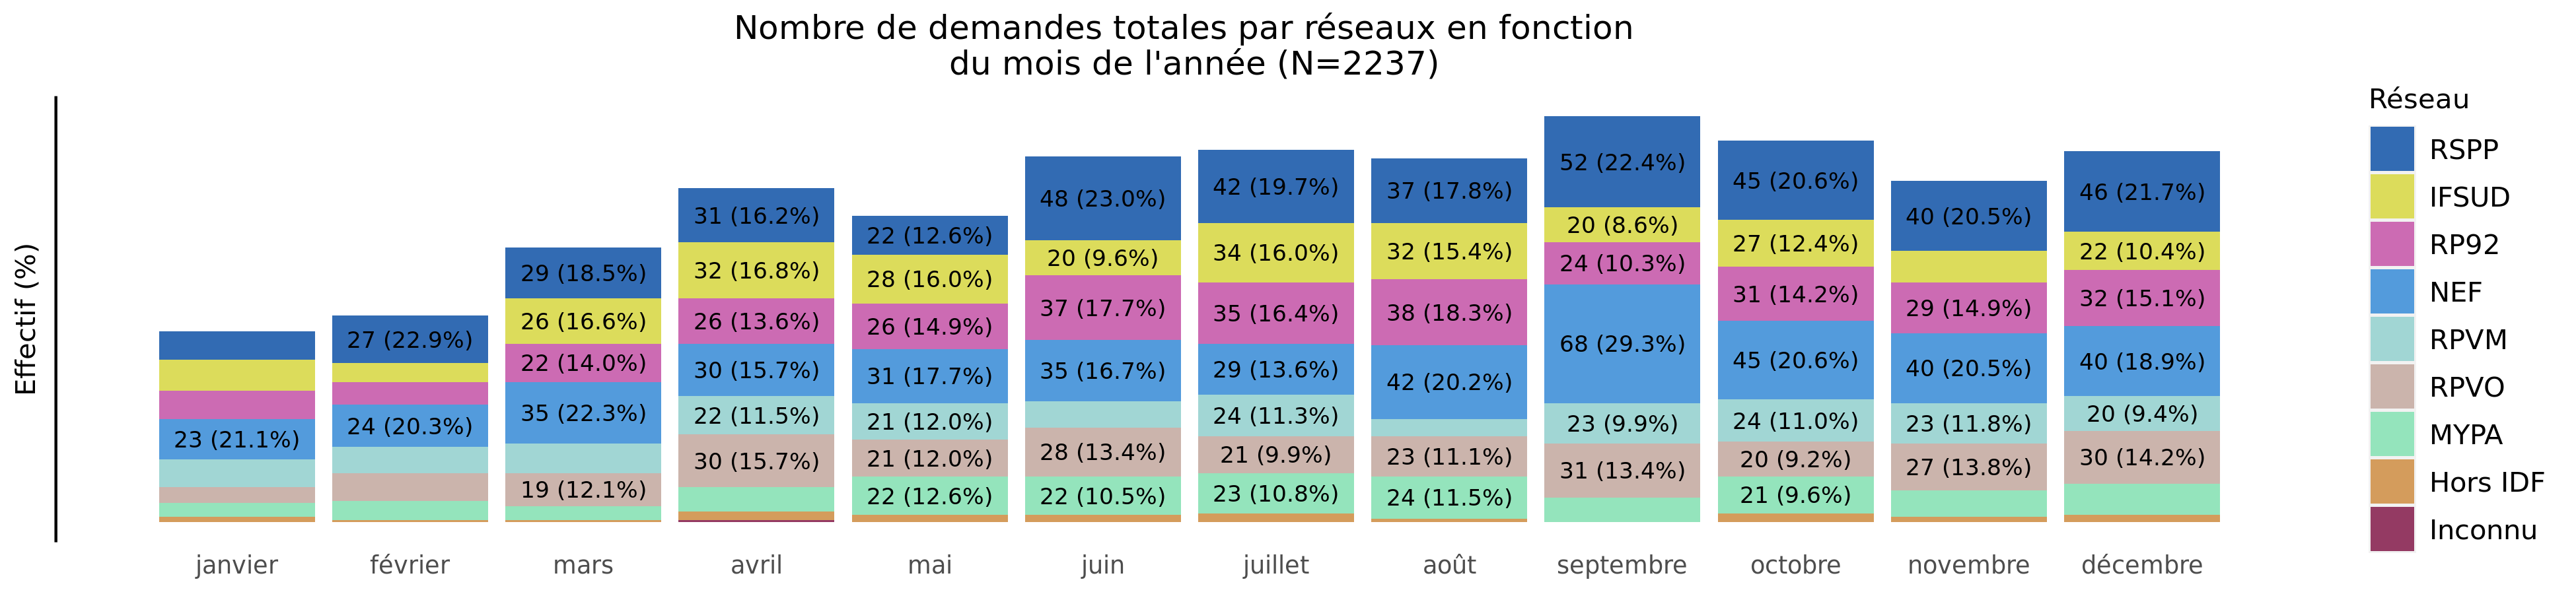 Nombre de demandes totales par réseaux en fonction
du mois de l'année (N=2237)
Effectif (%)
23 (21.1%)
27 (22.9%)
24 (20.3%)
29 (18.5%)
26 (16.6%)
22 (14.0%)
35 (22.3%)
19 (12.1%)
31 (16.2%)
32 (16.8%)
26 (13.6%)
30 (15.7%)
22 (11.5%)
30 (15.7%)
22 (12.6%)
28 (16.0%)
26 (14.9%)
31 (17.7%)
21 (12.0%)
21 (12.0%)
22 (12.6%)
48 (23.0%)
20 (9.6%)
37 (17.7%)
35 (16.7%)
28 (13.4%)
22 (10.5%)
42 (19.7%)
34 (16.0%)
35 (16.4%)
29 (13.6%)
24 (11.3%)
21 (9.9%)
23 (10.8%)
37 (17.8%)
32 (15.4%)
38 (18.3%)
42 (20.2%)
23 (11.1%)
24 (11.5%)
52 (22.4%)
20 (8.6%)
24 (10.3%)
68 (29.3%)
23 (9.9%)
31 (13.4%)
45 (20.6%)
27 (12.4%)
31 (14.2%)
45 (20.6%)
24 (11.0%)
20 (9.2%)
21 (9.6%)
40 (20.5%)
29 (14.9%)
40 (20.5%)
23 (11.8%)
27 (13.8%)
46 (21.7%)
22 (10.4%)
32 (15.1%)
40 (18.9%)
20 (9.4%)
30 (14.2%)
janvier
février
mars
avril
mai
juin
juillet
août
septembre
octobre
novembre
décembre
Réseau
RSPP
IFSUD
RP92
NEF
RPVM
RPVO
MYPA
Hors IDF
Inconnu